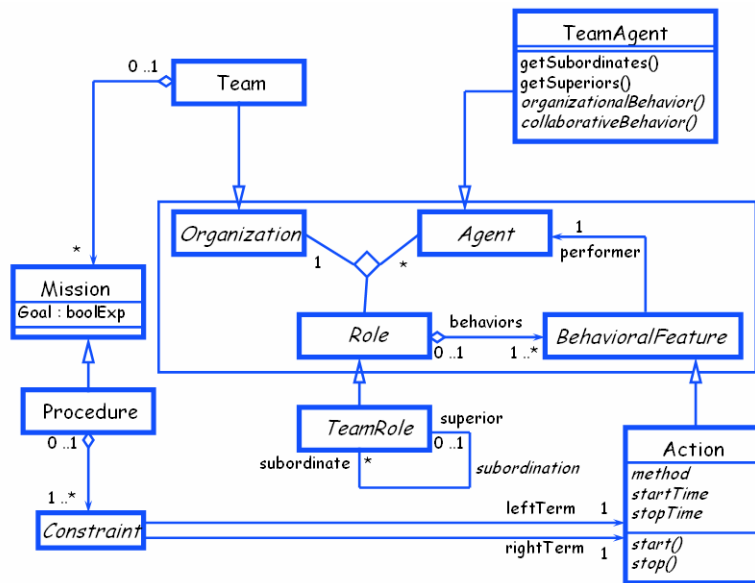 TeamAgent
getSubordinates()
getSuperiors()
organizationalBehavior()
collaborativeBehavior()
0 ..1
Team
Organization
Agent
1
*
1
performer
*
Mission
Goal : boolExp
Role
behaviors
0 ..1
1 ..*
BehavioralFeature
Procedure
0 ..1
TeamRole
superior
0 ..1
subordinate
*
subordination
Action
method
startTime
stopTime
start()
stop()
1 ..*
Constraint
leftTerm
1
rightTerm
1